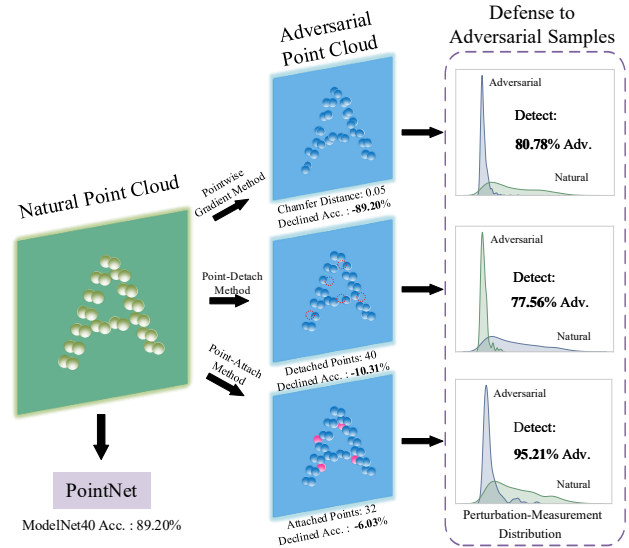 Adversarial
Point Cloud
Defense to
Adversarial Samples
Natural Point Cloud
PointNet
ModelNet40 Acc. : 89.20%
Pointwise
Gradient Method
Point-Detach
Method
Point-Attach
Method
Chamfer Distance: 0.05
Declined Acc. : -89.20%
Detached Points: 40
Declined Acc. : -10.31%
Attached Points: 32
Declined Acc. : -6.03%
Adversarial
Detect:
80.78% Adv.
Natural
Adversarial
Detect:
77.56% Adv.
Natural
Adversarial
Detect:
95.21% Adv.
Natural
Perturbation-Measurement
Distribution